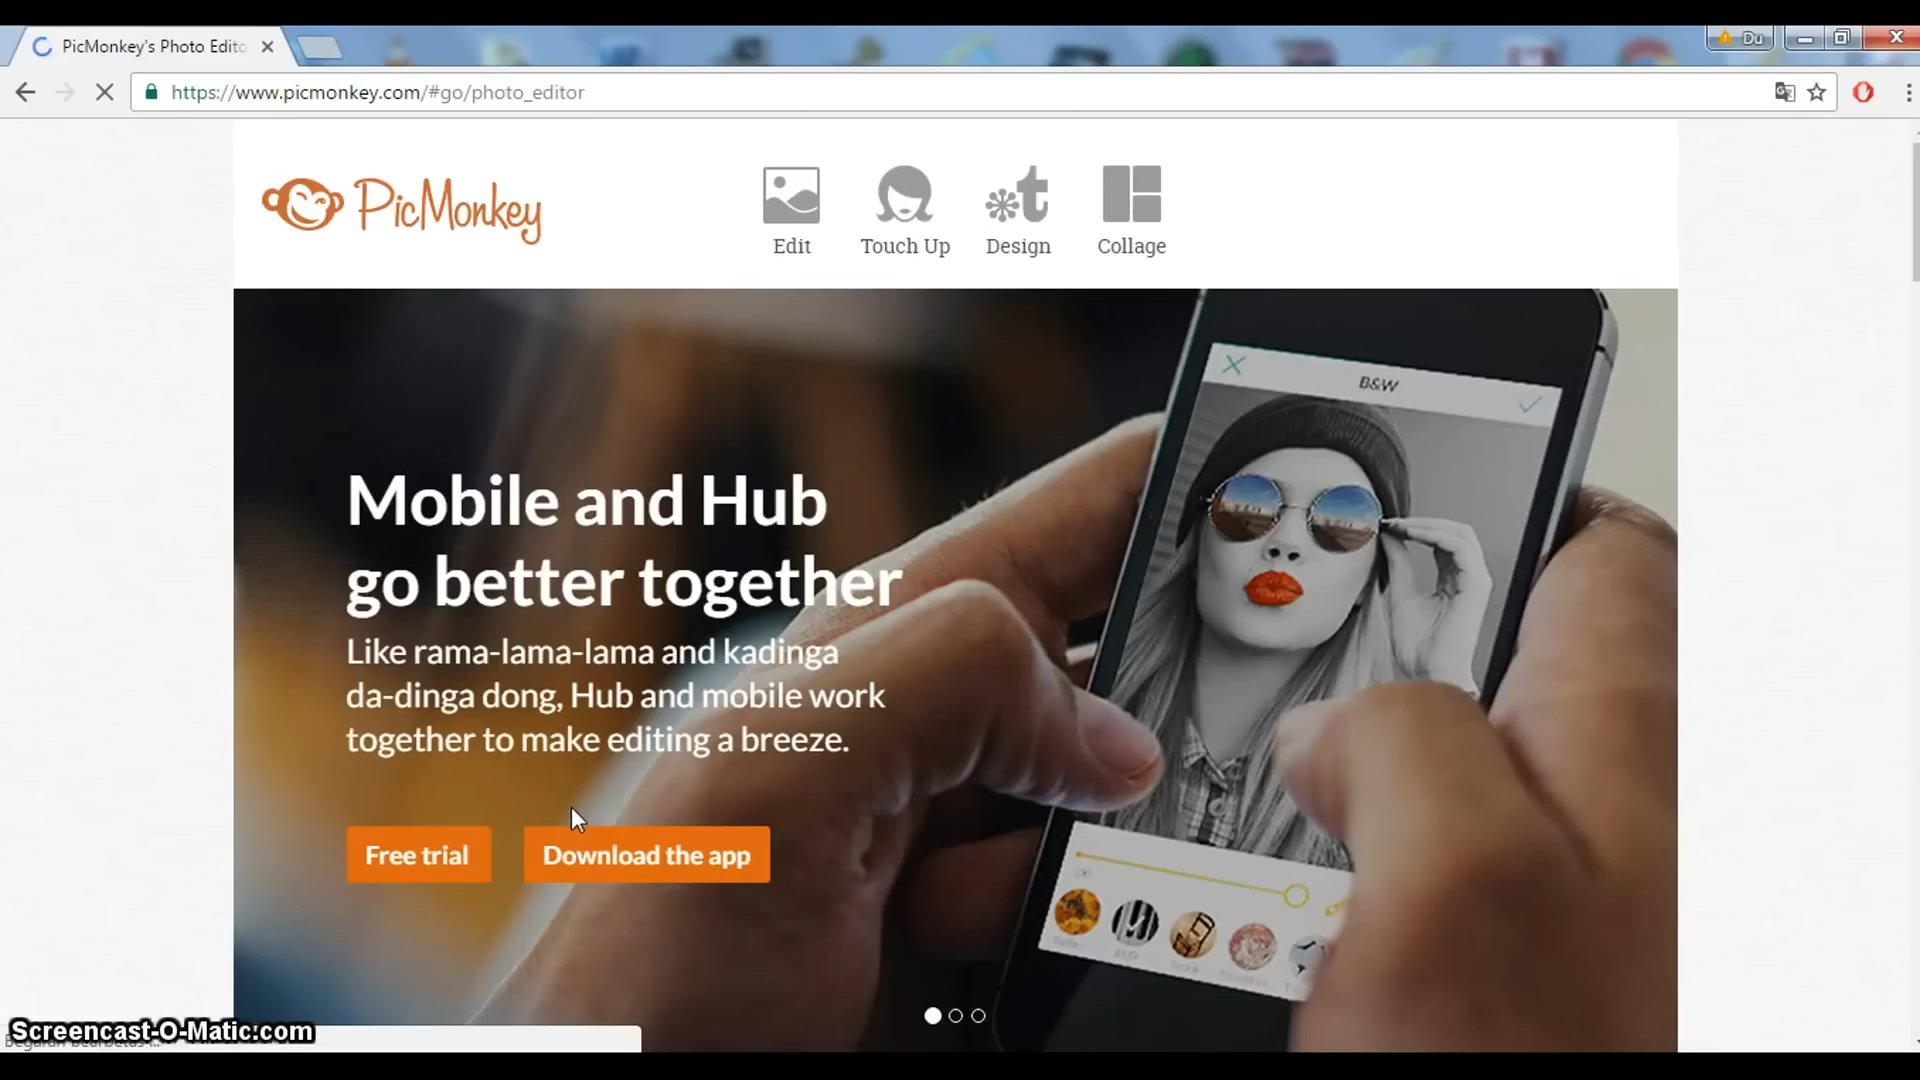 PicMonkey's Photo Edito
Du
https://www.picmonkey.com/#go/photo_editor
PicMonkey
Edit
Touch Up
Design
Collage
B&W
Mobile and Hub
go better together
Like rama-lama-lama and kadinga
da-dinga dong, Hub and mobile work
together to make editing a breeze.
Free trial
Download the app
Screencast-O-Matic.com